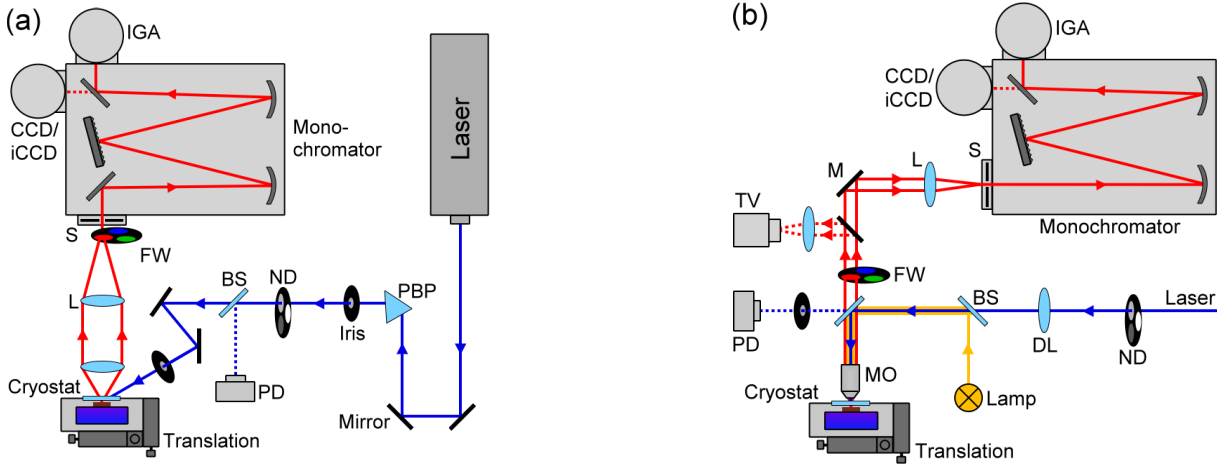 (a)
IGA
CCD/
iCCD
Mono-
chromator
Laser
S
FW
L
BS
ND
Iris
PBP
Cryostat
PD
Mirror
Translation
(b)
IGA
CCD/
iCCD
S
M
L
TV
Monochromator
FW
BS
Laser
PD
DL
ND
MO
Cryostat
Lamp
Translation